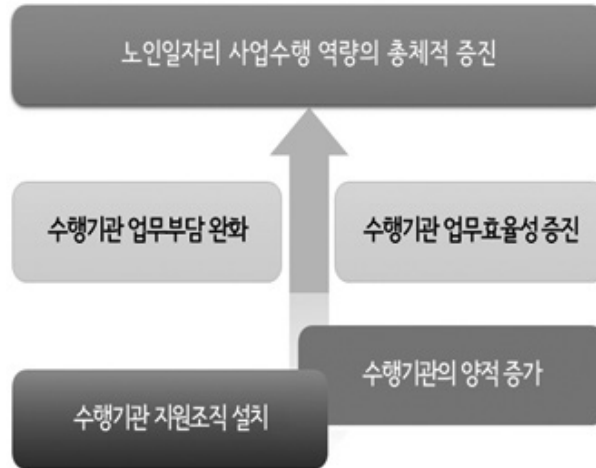 노인일자리 사업수행 역량의 총체적 증진
수행기관 업무부담 완화
수행기관 업무효율성 증진
수행기관의 양적 증가
수행기관 지원조직 설치